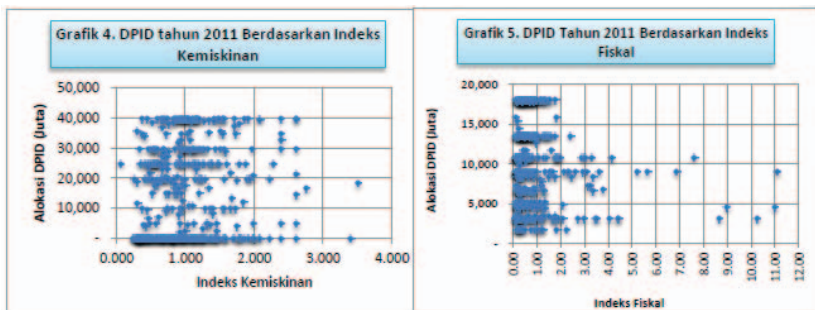 Grafik 4. DPID tahun 2011 Berdasarkan Indeks
Kemiskinan
Alokasi DPID (Juta)
50,000
40,000
30,000
20,000
10,000
-
0.000 1.000 2.000 3.000 4.000
Indeks Kemiskinan
Grafik 5. DPID Tahun 2011 Berdasarkan Indeks
Fiskal
Alokasi DPID (Juta)
20,000
15,000
10,000
5,000
-
0.00 1.00 2.00 3.00 4.00 5.00 6.00 7.00 8.00 9.00 10.00 11.00 12.00
Indeks Fiskal